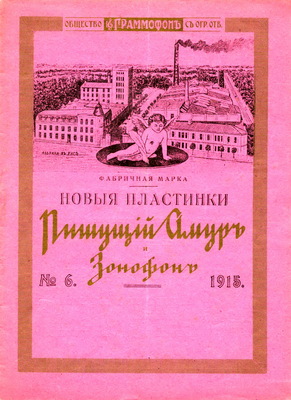 ОБЩЕСТВО ГРАММОФОНЪ СЪ ОГР. ОТВ.
ФАБРИЧНАЯ МАРКА
НОВЫЯ ПЛАСТИНКИ
Пишущій Амуръ
и
Зонофонъ
№ 6. 1915.